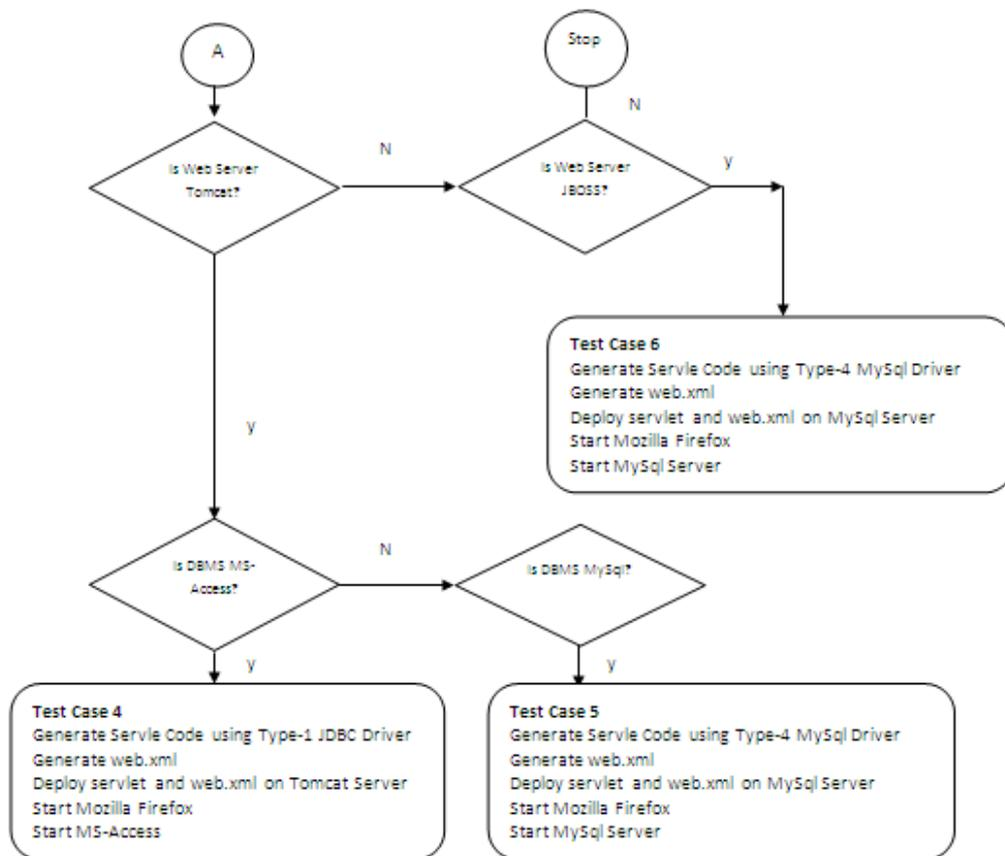 A
Stop
N
Is Web Server
Tomcat?
N
Is Web Server
JBOSS?
y
Test Case 6
Generate Servle Code using Type-4 MySql Driver
Generate web.xml
Deploy servlet and web.xml on MySql Server
Start Mozilla Firefox
Start MySql Server
y
Is DBMS MS-
Access?
N
Is DBMS MySql?
y
y
Test Case 4
Generate Servle Code using Type-1 JDBC Driver
Generate web.xml
Deploy servlet and web.xml on Tomcat Server
Start Mozilla Firefox
Start MS-Access
Test Case 5
Generate Servle Code using Type-4 MySql Driver
Generate web.xml
Deploy servlet and web.xml on MySql Server
Start Mozilla Firefox
Start MySql Server